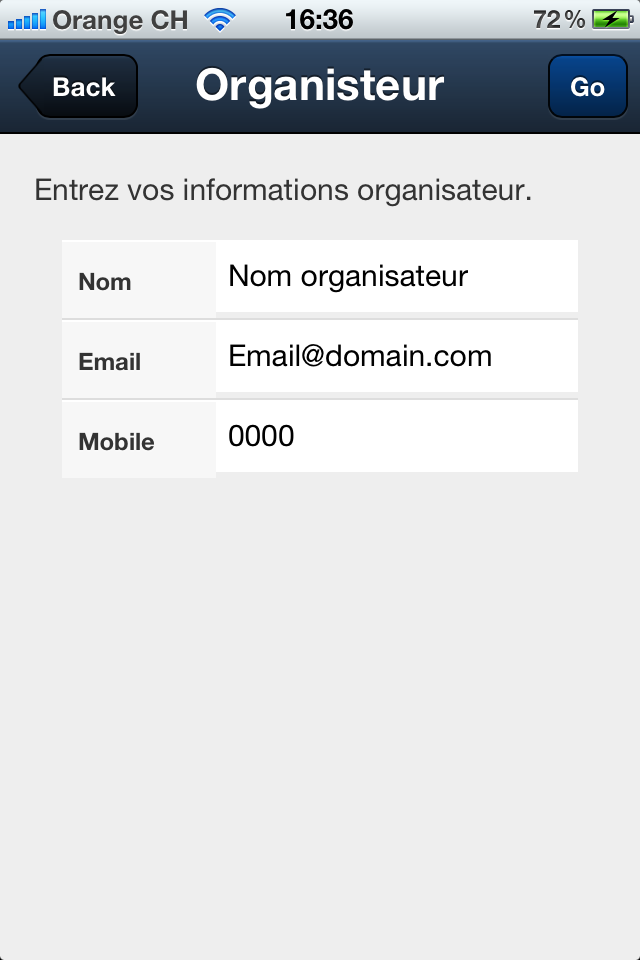 Orange CH 16:36 72%
Back Organisteur Go
Entrez vos informations organisateur.
Nom Nom organisateur
Email Email@domain.com
Mobile 0000